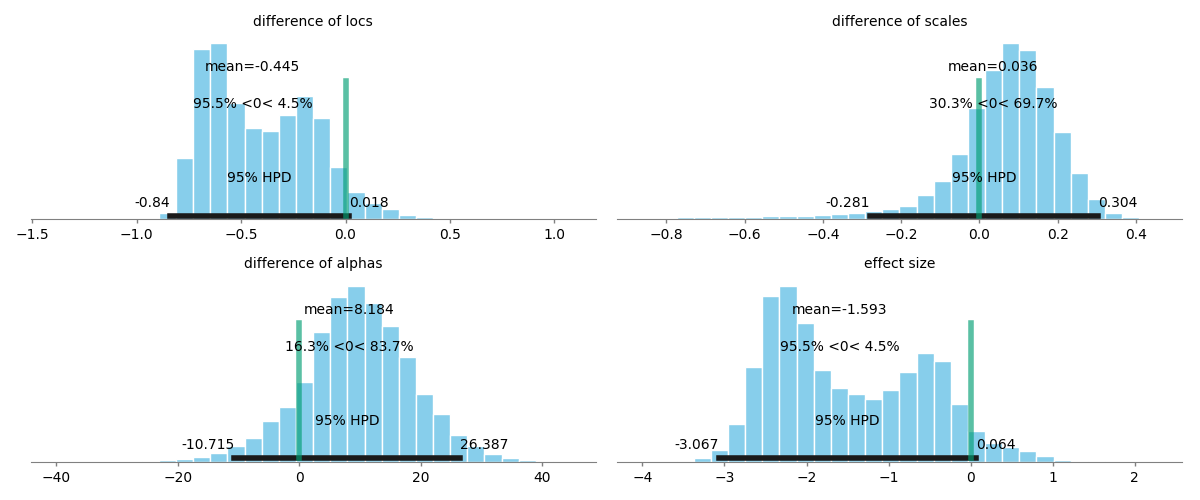 difference of locs
mean=-0.445
95.5% <0< 4.5%
95% HPD
-0.84
0.018
−1.5 −1.0 −0.5 0.0 0.5 1.0
difference of scales
mean=0.036
30.3% <0< 69.7%
95% HPD
-0.281
0.304
−0.8 −0.6 −0.4 −0.2 0.0 0.2 0.4
difference of alphas
mean=8.184
16.3% <0< 83.7%
95% HPD
-10.715
26.387
−40 −20 0 20 40
effect size
mean=-1.593
95.5% <0< 4.5%
95% HPD
-3.067
0.064
−4 −3 −2 −1 0 1 2